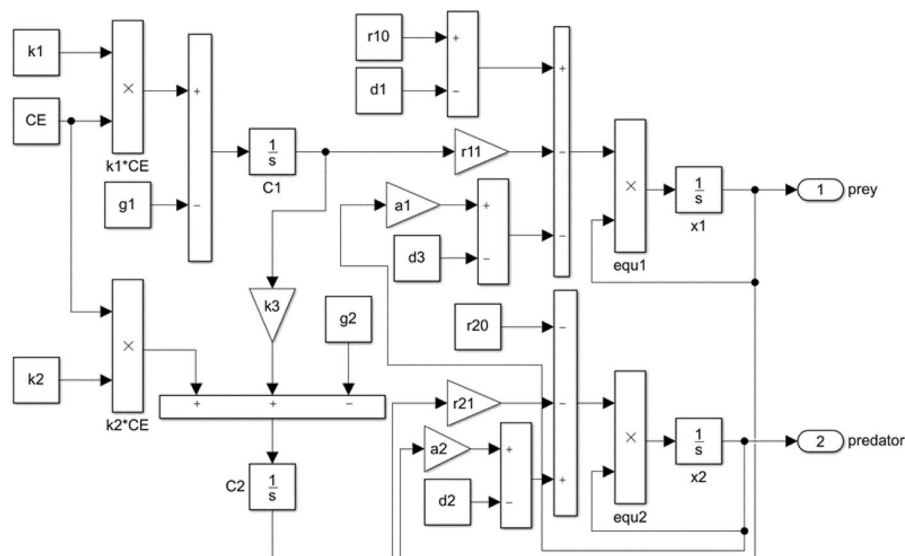 k1
CE
×
k1*CE
+
−
g1
1
s
C1
r10
d1
+
−
r11
+
−
−
a1
d3
+
−
×
equ1
1
s
x1
1
prey
k3
g2
×
k2*CE
k2
+
+
−
C2
1
s
r20
r21
a2
d2
+
−
−
−
+
×
equ2
1
s
x2
2
predator